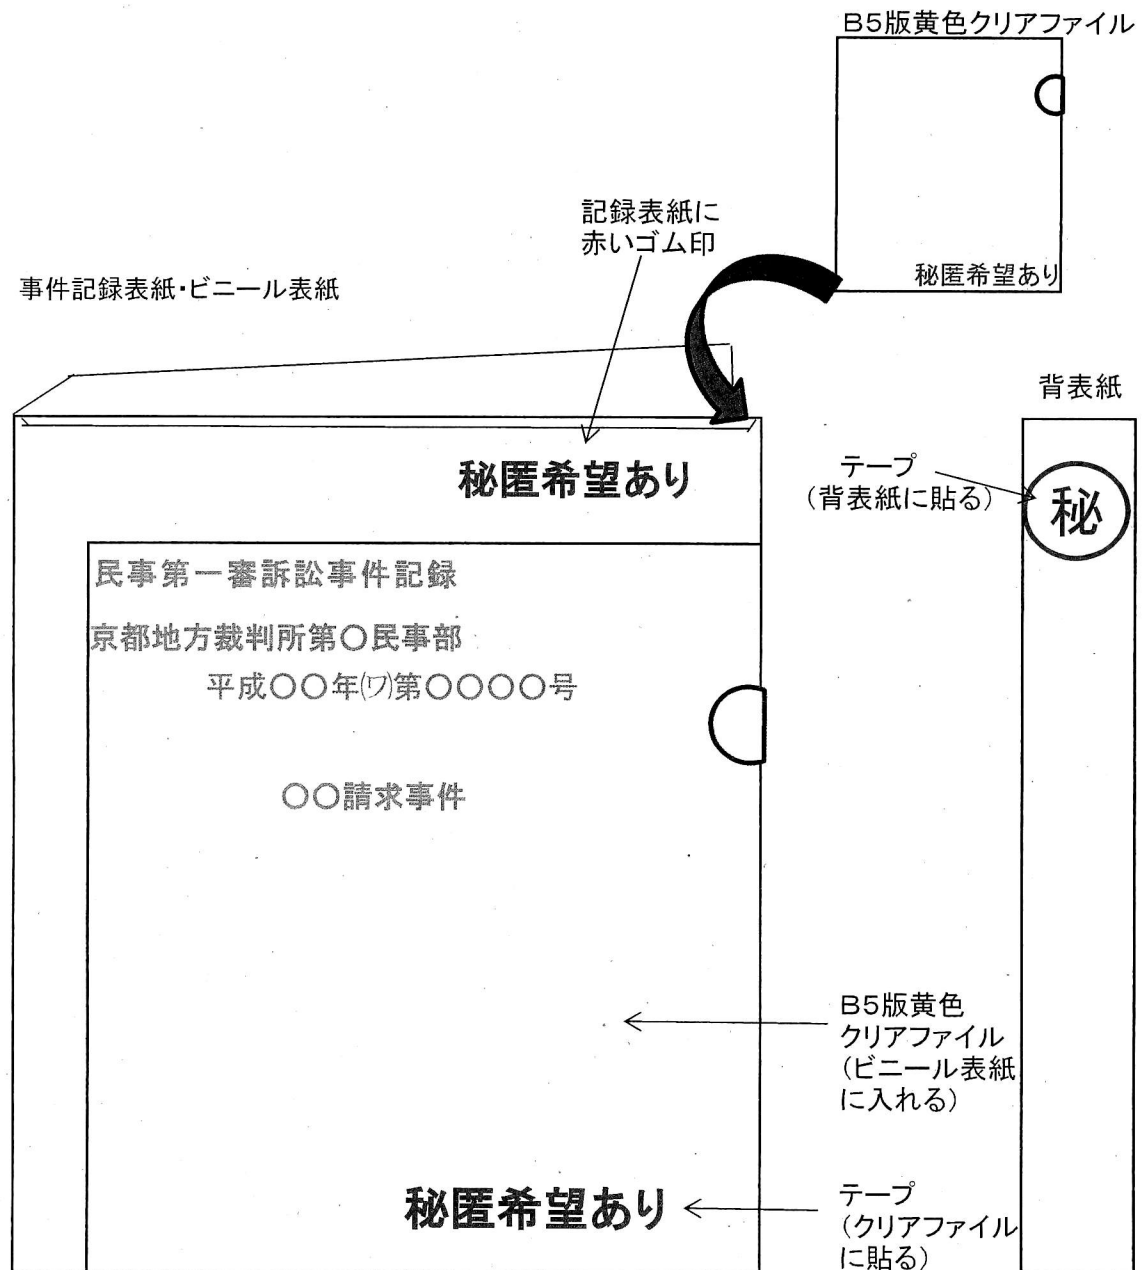 B5版黄色クリアファイル
秘匿希望あり
記録表紙に
赤いゴム印
事件記録表紙・ビニール表紙
背表紙
秘匿希望あり
テープ
(背表紙に貼る)
秘
民事第一審訴訟事件記録
京都地方裁判所第〇民事部
平成〇〇年(ワ)第〇〇〇〇号
〇〇請求事件
B5版黄色
クリアファイル
(ビニール表紙
に入れる)
秘匿希望あり
テープ
(クリアファイル
に貼る)